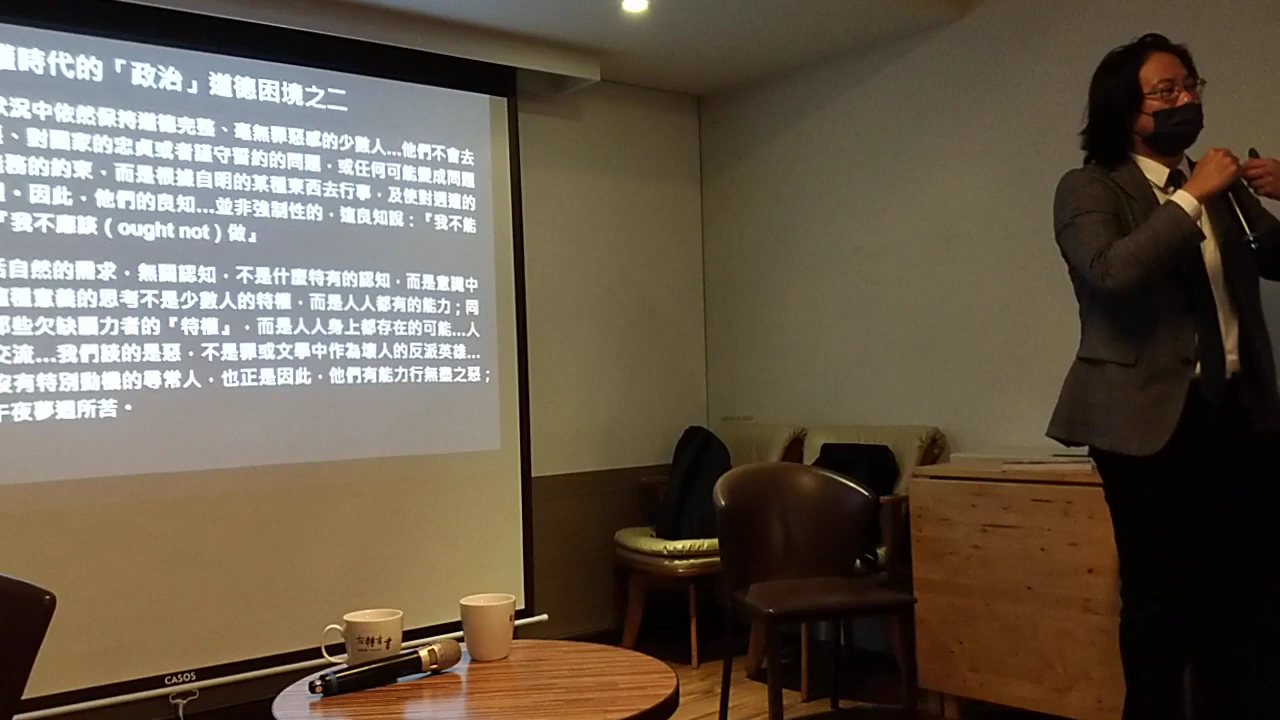 時代的「政治」道德困境之二
狀況中依然保持道德完整、毫無罪惡感的少數人...他們不會去
、對國家的忠貞或者謹守誓約的問題，或任何可能變成問題
義務的約束，而是根據自明的某種東西去行事，及使對週遭的
。因此，他們的良知...並非強制性的，這良知說：『我不能
『我不應該（ought not）做』
活自然的需求，無關認知，不是什麼特有的認知，而是意識中
這種意義的思考不是少數人的特權，而是人人都有的能力；同
那些欠缺腦力者的『特權』，而是人人身上都存在的可能...人
交流...我們談的是惡，不是罪或文學中作為壞人的反派英雄...
沒有特別動機的尋常人，也正是因此，他們有能力行無盡之惡；
午夜夢迴所苦。
CASOS